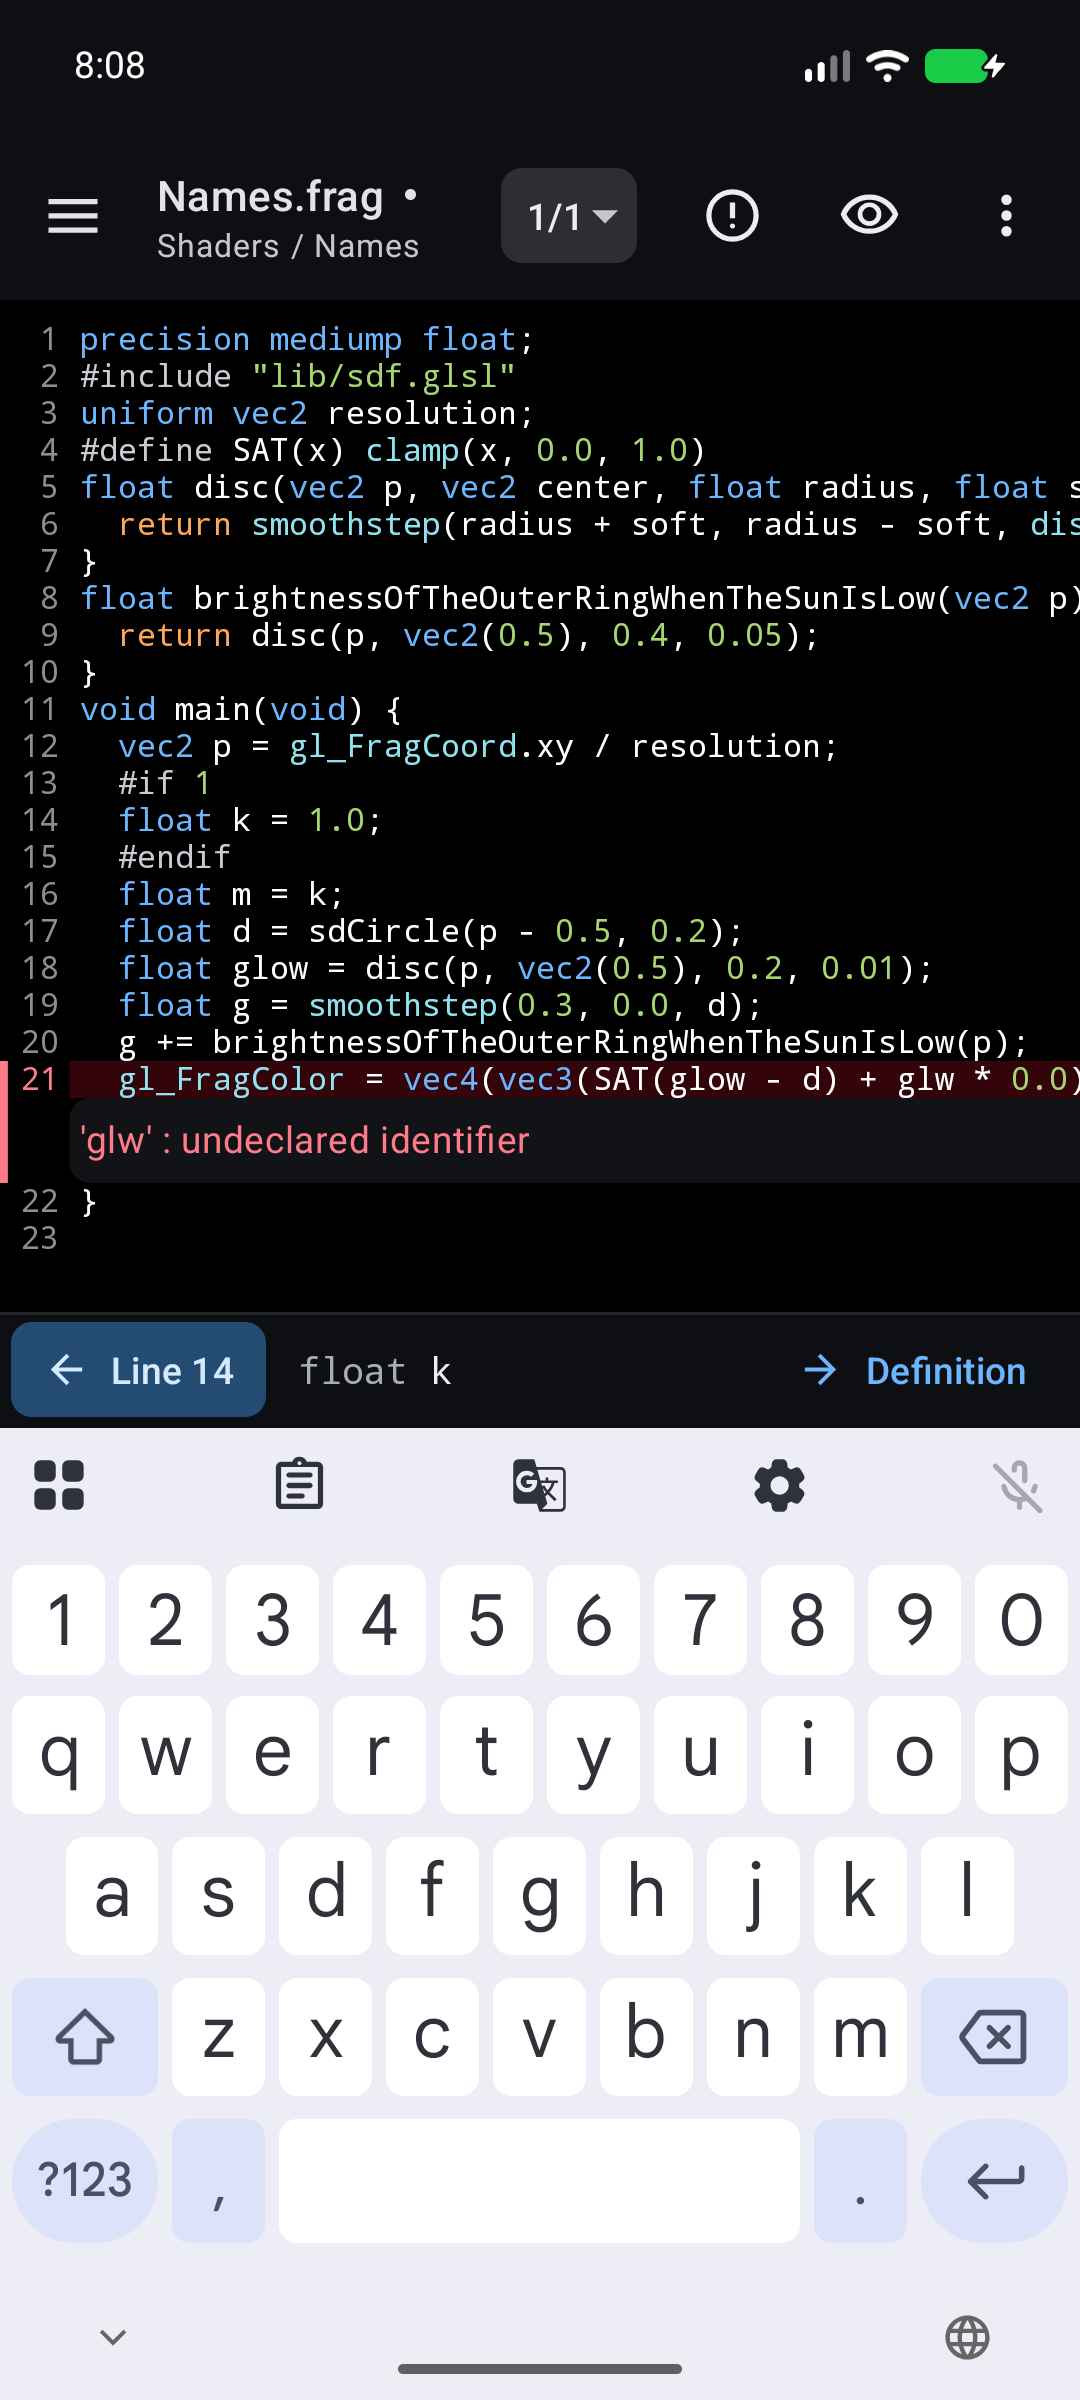 8:08
Names.frag •
Shaders / Names
1/1
1 precision mediump float;
2 #include "lib/sdf.glsl"
3 uniform vec2 resolution;
4 #define SAT(x) clamp(x, 0.0, 1.0)
5 float disc(vec2 p, vec2 center, float radius, float s
6   return smoothstep(radius + soft, radius - soft, dis
7 }
8 float brightnessOfTheOuterRingWhenTheSunIsLow(vec2 p)
9   return disc(p, vec2(0.5), 0.4, 0.05);
10 }
11 void main(void) {
12   vec2 p = gl_FragCoord.xy / resolution;
13   #if 1
14   float k = 1.0;
15   #endif
16   float m = k;
17   float d = sdCircle(p - 0.5, 0.2);
18   float glow = disc(p, vec2(0.5), 0.2, 0.01);
19   float g = smoothstep(0.3, 0.0, d);
20   g += brightnessOfTheOuterRingWhenTheSunIsLow(p);
21   gl_FragColor = vec4(vec3(SAT(glow - d) + glw * 0.0)
'glw' : undeclared identifier
22 }
23
← Line 14 float k → Definition
1 2 3 4 5 6 7 8 9 0
q w e r t y u i o p
a s d f g h j k l
z x c v b n m
?123 , .